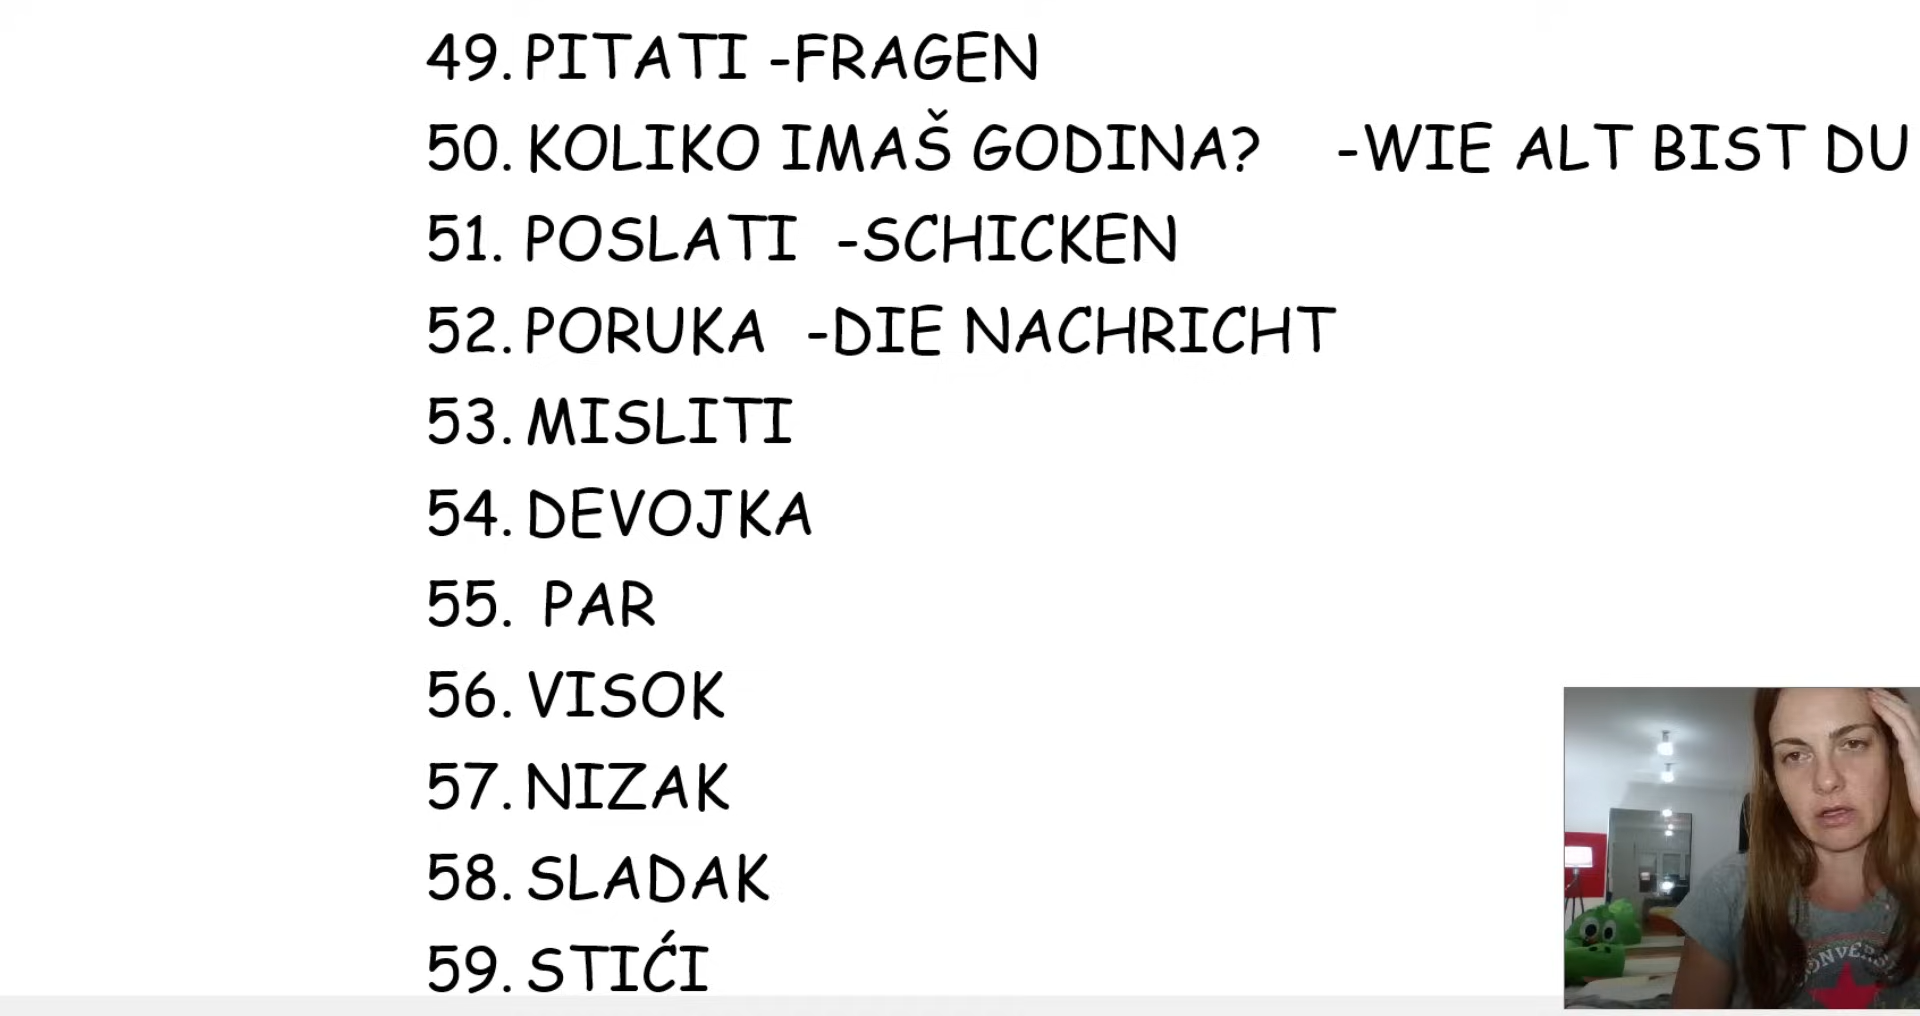 49. PITATI -FRAGEN
50. KOLIKO IMAŠ GODINA? -WIE ALT BIST DU
51. POSLATI -SCHICKEN
52. PORUKA -DIE NACHRICHT
53. MISLITI
54. DEVOJKA
55. PAR
56. VISOK
57. NIZAK
58. SLADAK
59. STIĆI